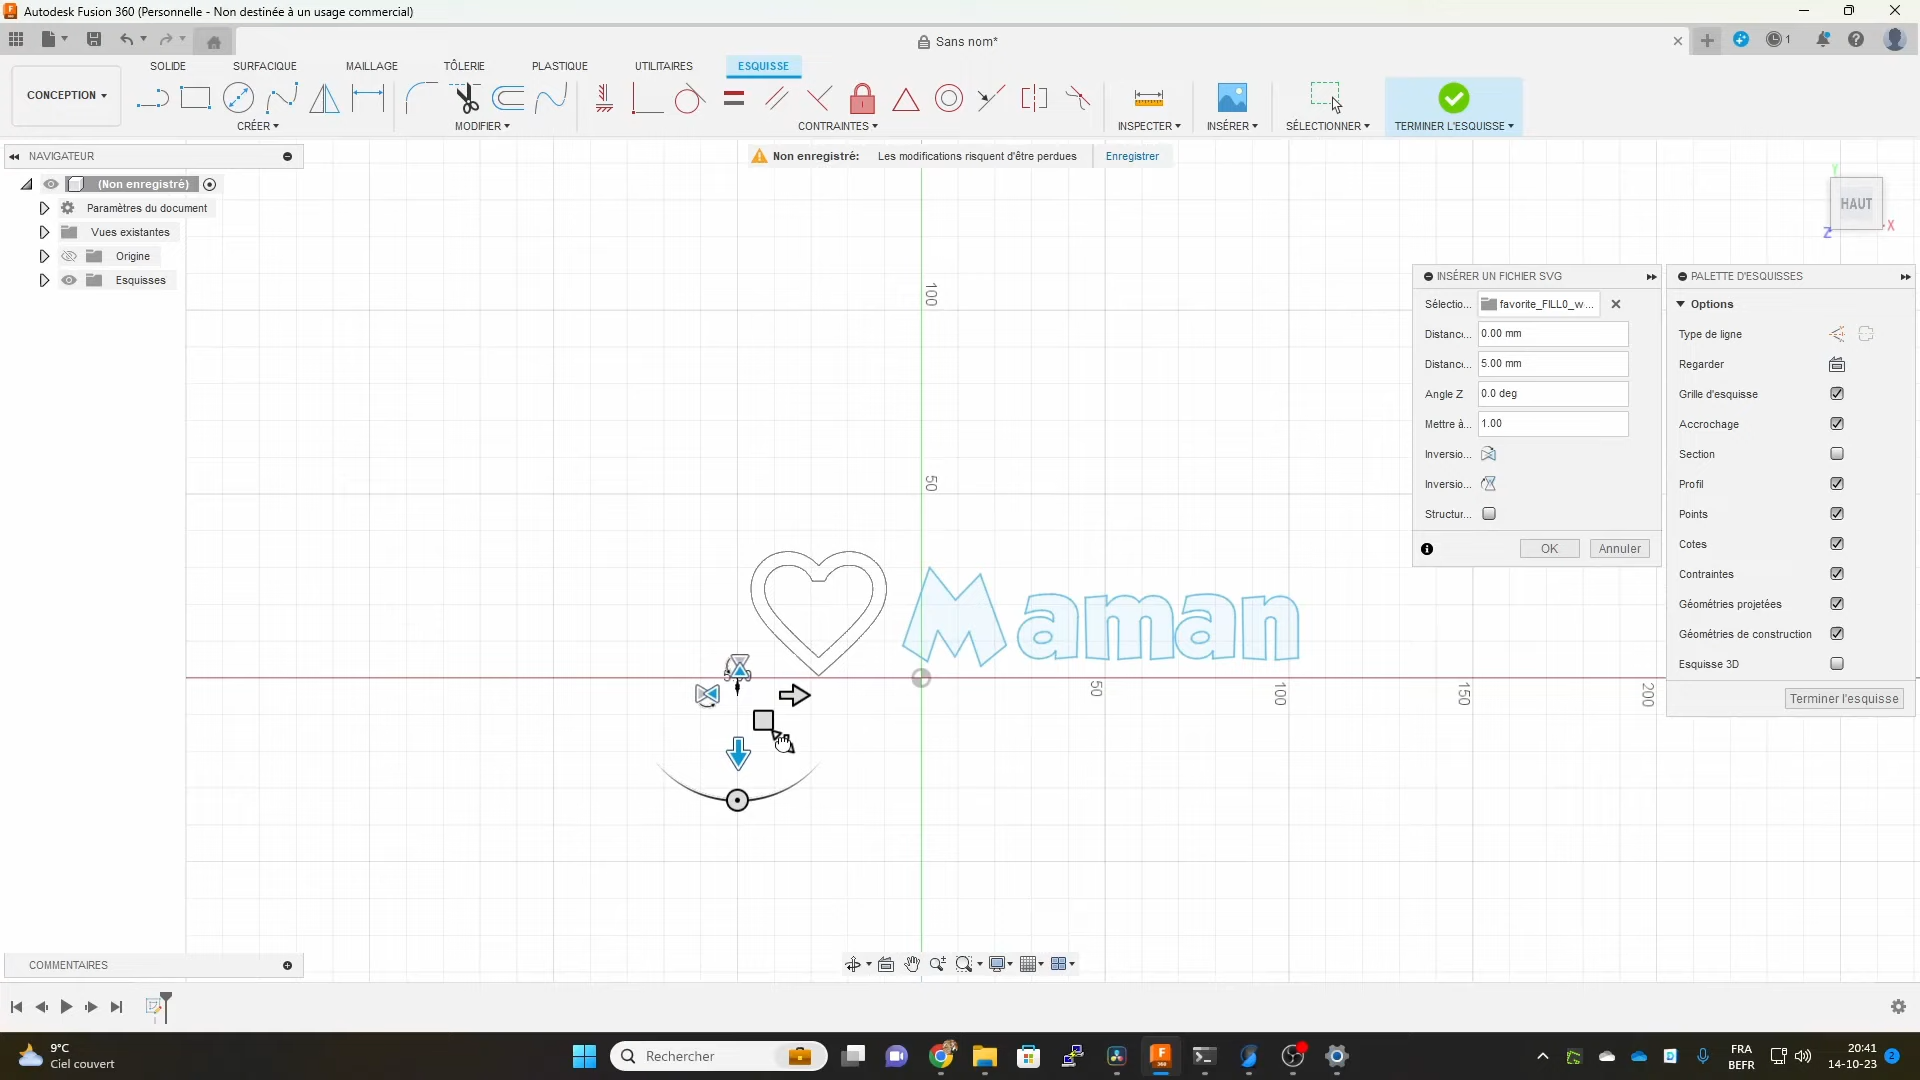 Autodesk Fusion 360 (Personnelle - Non destinée à un usage commercial)
Sans nom*
1
SOLIDE SURFACIQUE MAILLAGE TÔLERIE PLASTIQUE UTILITAIRES ESQUISSE
CONCEPTION
CRÉER MODIFIER CONTRAINTES INSPECTER INSÉRER SÉLECTIONNER TERMINER L'ESQUISSE
NAVIGATEUR
Non enregistré: Les modifications risquent d'être perdues Enregistrer
(Non enregistré)
Paramètres du document
Vues existantes
Origine
Esquisses
Y
HAUT
X
Z
INSÉRER UN FICHIER SVG
Sélectio... favorite_FILL0_w ...
Distanc... 0.00 mm
Distanc... 5.00 mm
Angle Z 0.0 deg
Mettre à... 1.00
Inversio...
Inversio...
Structur...
OK Annuler
PALETTE D'ESQUISSES
Options
Type de ligne
Regarder
Grille d'esquisse
Accrochage
Section
Profil
Points
Cotes
Contraintes
Géométries projetées
Géométries de construction
Esquisse 3D
Terminer l'esquisse
100
50
Maman
50
100
150
200
COMMENTAIRES
9°C
Ciel couvert
Rechercher
FRA
BEFR
20:41
14-10-23
2